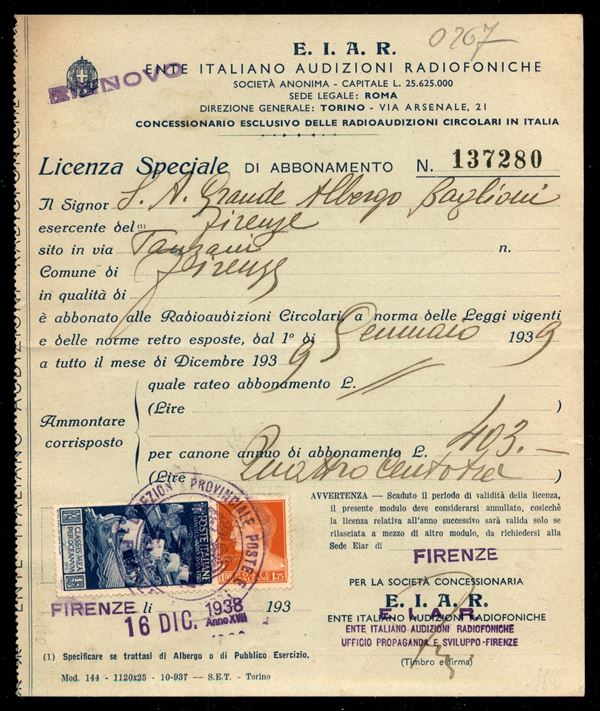 0267
E. I. A. R.
RINNOVO
ENTE ITALIANO AUDIZIONI RADIOFONICHE
SOCIETÀ ANONIMA - CAPITALE L. 25.625.000
SEDE LEGALE: ROMA
DIREZIONE GENERALE: TORINO - VIA ARSENALE, 21
CONCESSIONARIO ESCLUSIVO DELLE RADIOAUDIZIONI CIRCOLARI IN ITALIA
Licenza Speciale DI ABBONAMENTO N. 137280
Il Signor S. A. Grande Albergo Baglioni
esercente del (1) Firenze
sito in via n.
Comune di Firenze
in qualità di
è abbonato alle Radioaudizioni Circolari, a norma delle Leggi vigenti
e delle norme retro esposte, dal 1° di Gennaio 1939
a tutto il mese di Dicembre 1939
quale rateo abbonamento L. //
(Lire )
Ammontare
corrisposto
per canone annuo di abbonamento L. 403.-
(Lire Quattrocentotre )
AVVERTENZA — Scaduto il periodo di validità della licenza,
il presente modulo deve considerarsi annullato, cosicchè
la licenza relativa all'anno successivo sarà valida solo se
rilasciata a mezzo di altro modulo, da richiedersi alla
Sede Eiar di FIRENZE
PROVINCIALE POSTE E
POSTE ITALIANE
1,75
PER LA SOCIETÀ CONCESSIONARIA
E. I. A. R.
ENTE ITALIANO AUDIZIONI RADIOFONICHE
E. I. A. R.
ENTE ITALIANO AUDIZIONI RADIOFONICHE
UFFICIO PROPAGANDA E SVILUPPO-FIRENZE
(Timbro e firma)
FIRENZE lì 193
16 DIC. 1938
Anno XVII
(1) Specificare se trattasi di Albergo o di Pubblico Esercizio.
Mod. 144 - 1120x25 - 10-937 — S.E.T. - Torino